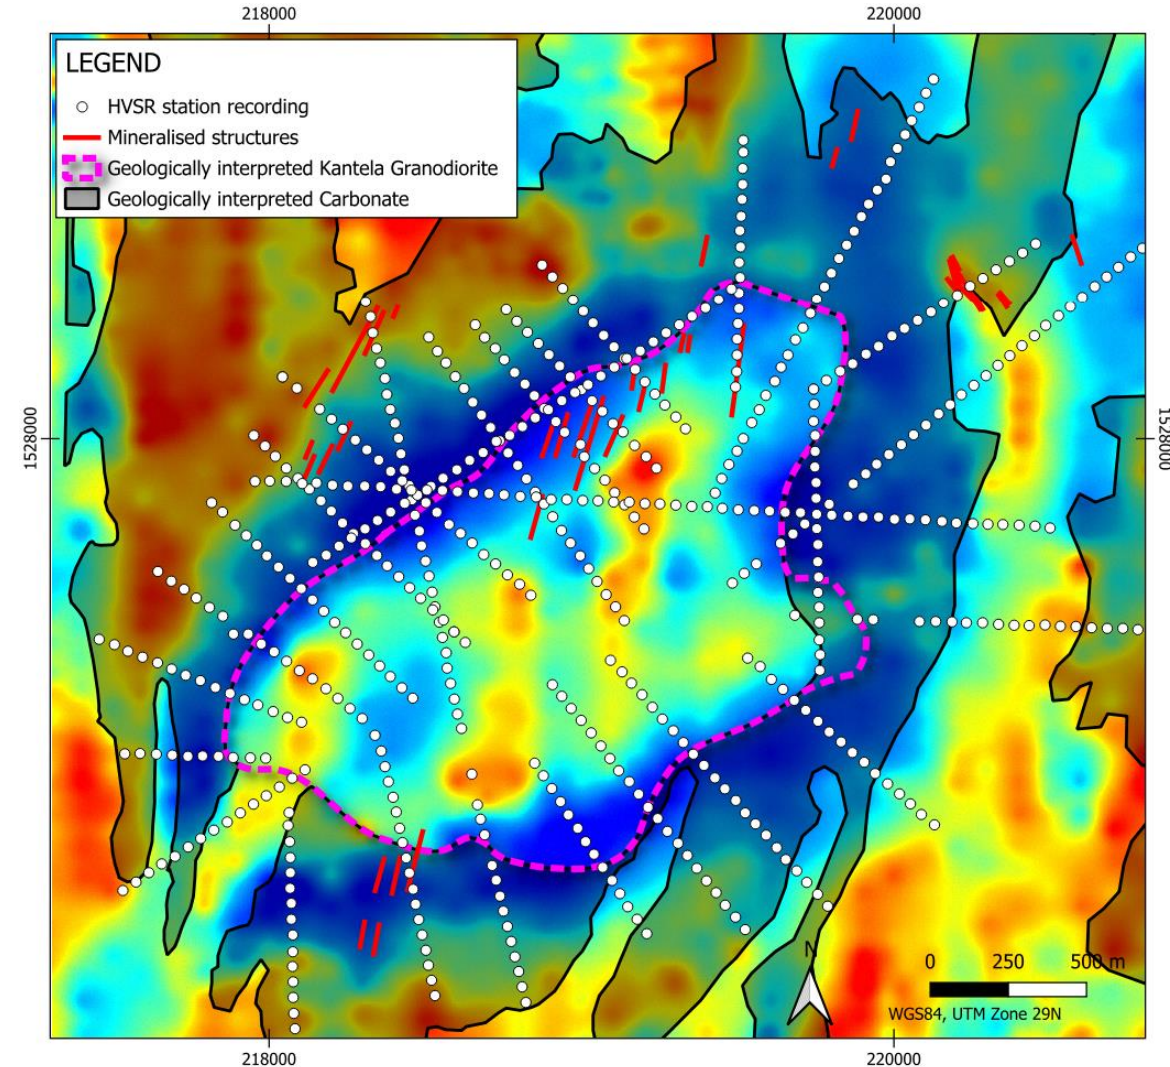 218000
220000
LEGEND
HVSR station recording
Mineralised structures
Geologically interpreted Kantela Granodiorite
Geologically interpreted Carbonate
1528000
1528000
N
0 250 500 m
WGS84, UTM Zone 29N
218000
220000